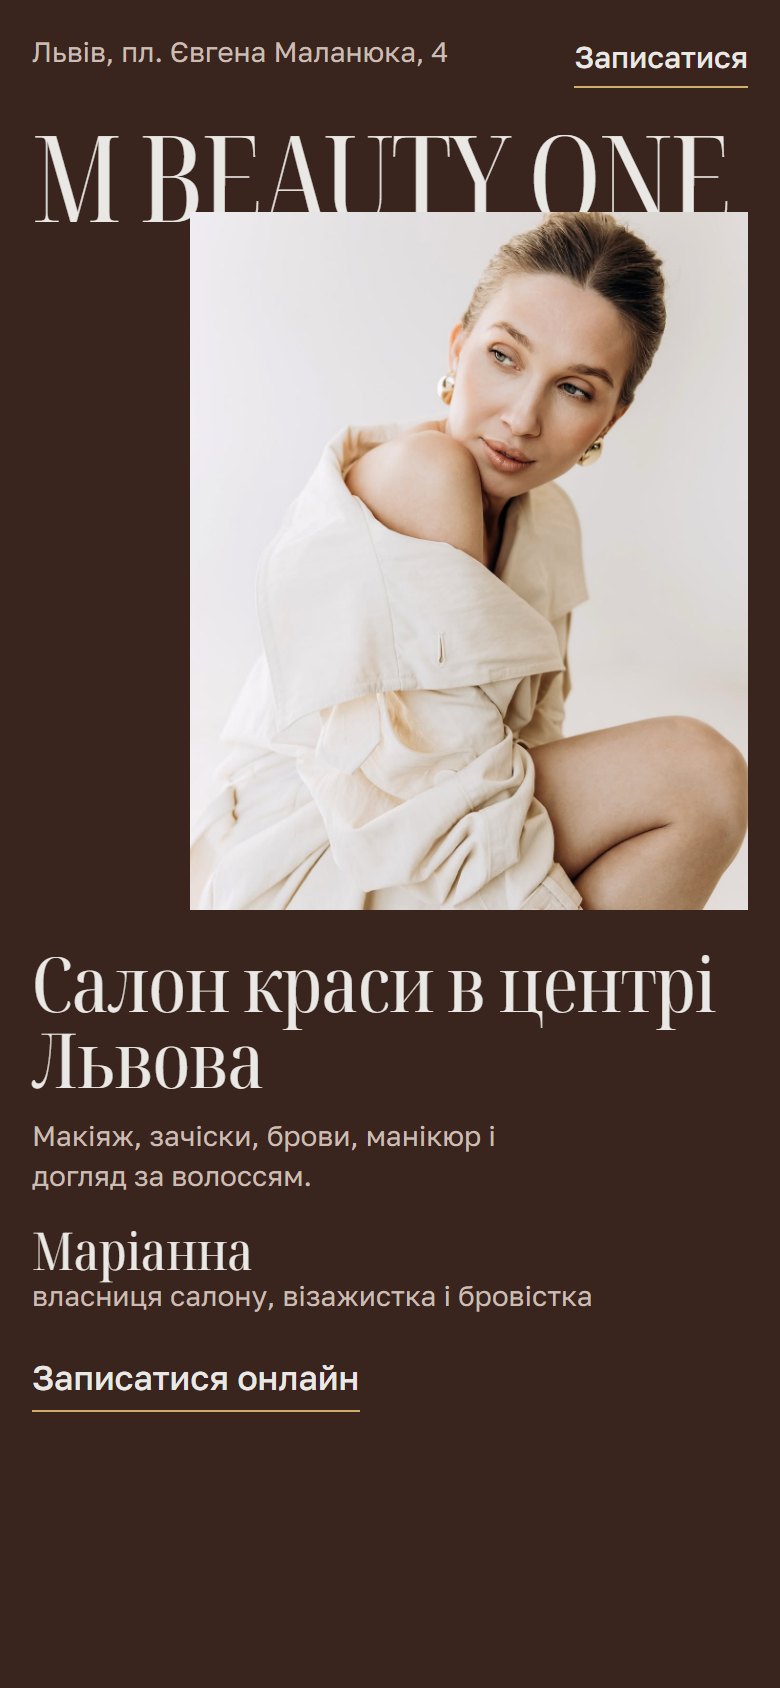 Львів, пл. Євгена Маланюка, 4
Записатися
M BEAUTY ONE
Салон краси в центрі
Львова
Макіяж, зачіски, брови, манікюр і
догляд за волоссям.
Маріанна
власниця салону, візажистка і бровістка
Записатися онлайн